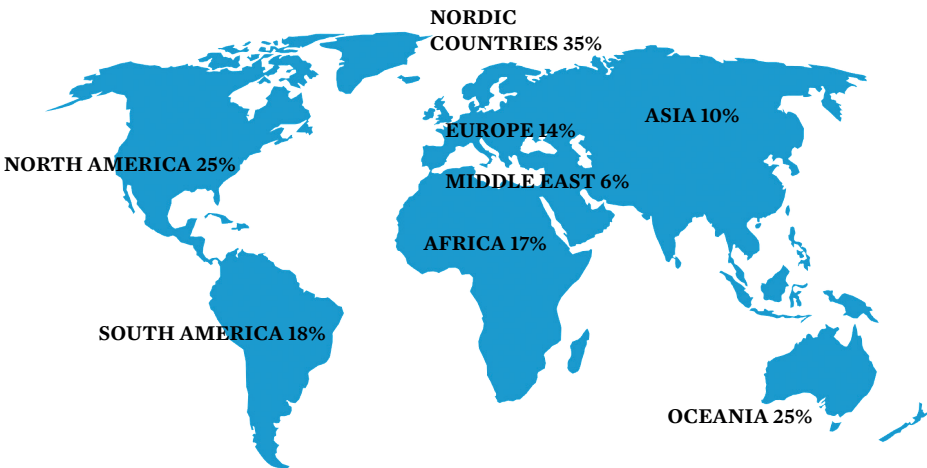 NORDIC
COUNTRIES 35%
ASIA 10%
EUROPE 14%
NORTH AMERICA 25%
MIDDLE EAST 6%
AFRICA 17%
SOUTH AMERICA 18%
OCEANIA 25%